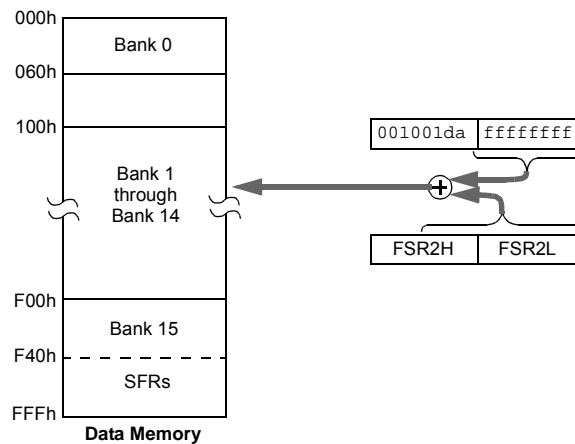 000h
Bank 0
060h
100h
001001da ffffffff
Bank 1
through
Bank 14
FSR2H FSR2L
F00h
Bank 15
F40h
SFRs
FFFh
Data Memory